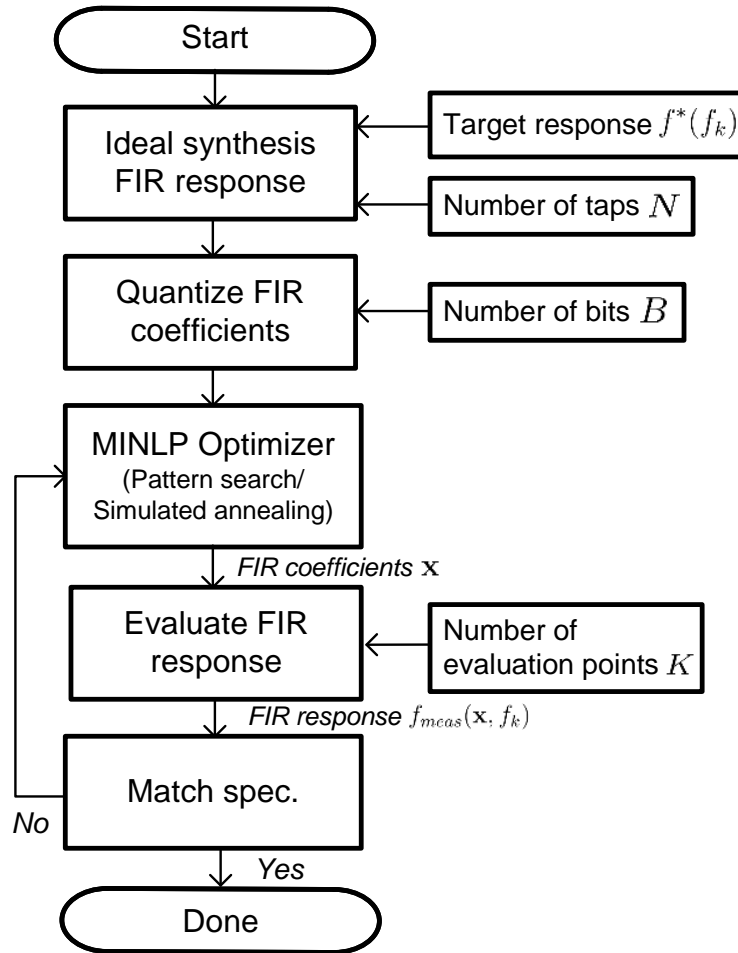 Start
Ideal synthesis
FIR response
Target response f*(f_k)
Number of taps N
Quantize FIR
coefficients
Number of bits B
MINLP Optimizer
(Pattern search/
Simulated annealing)
FIR coefficients x
Evaluate FIR
response
Number of
evaluation points K
FIR response f_meas(x, f_k)
Match spec.
No
Yes
Done